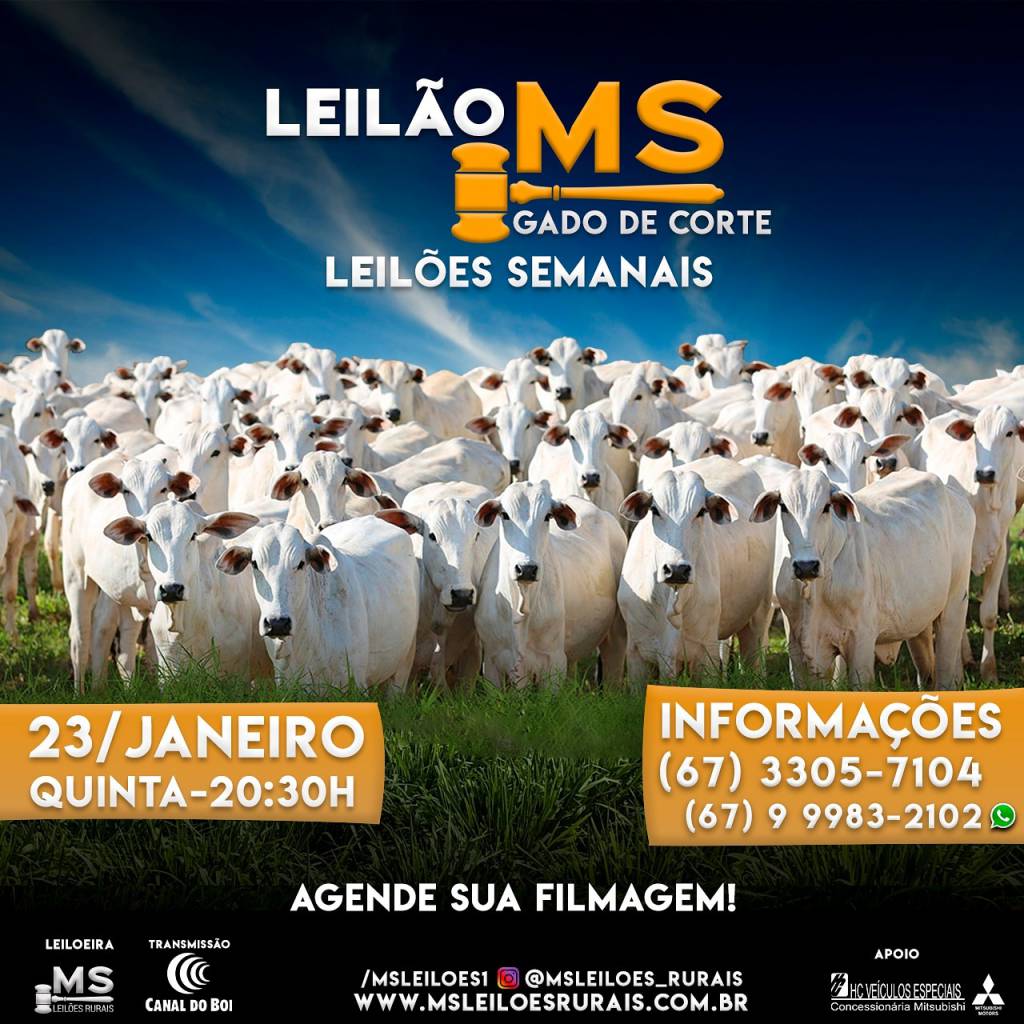 LEILÃO MS
GADO DE CORTE
LEILÕES SEMANAIS
23/JANEIRO
QUINTA-20:30H
INFORMAÇÕES
(67) 3305-7104
(67) 9 9983-2102
AGENDE SUA FILMAGEM!
LEILOEIRA
MS
LEILÕES RURAIS
TRANSMISSÃO
CANAL DO BOI
/MSLEILOES1 @MSLEILOES_RURAIS
WWW.MSLEILOESRURAIS.COM.BR
APOIO
HC VEÍCULOS ESPECIAIS
Concessionária Mitsubishi
MITSUBISHI
MOTORS